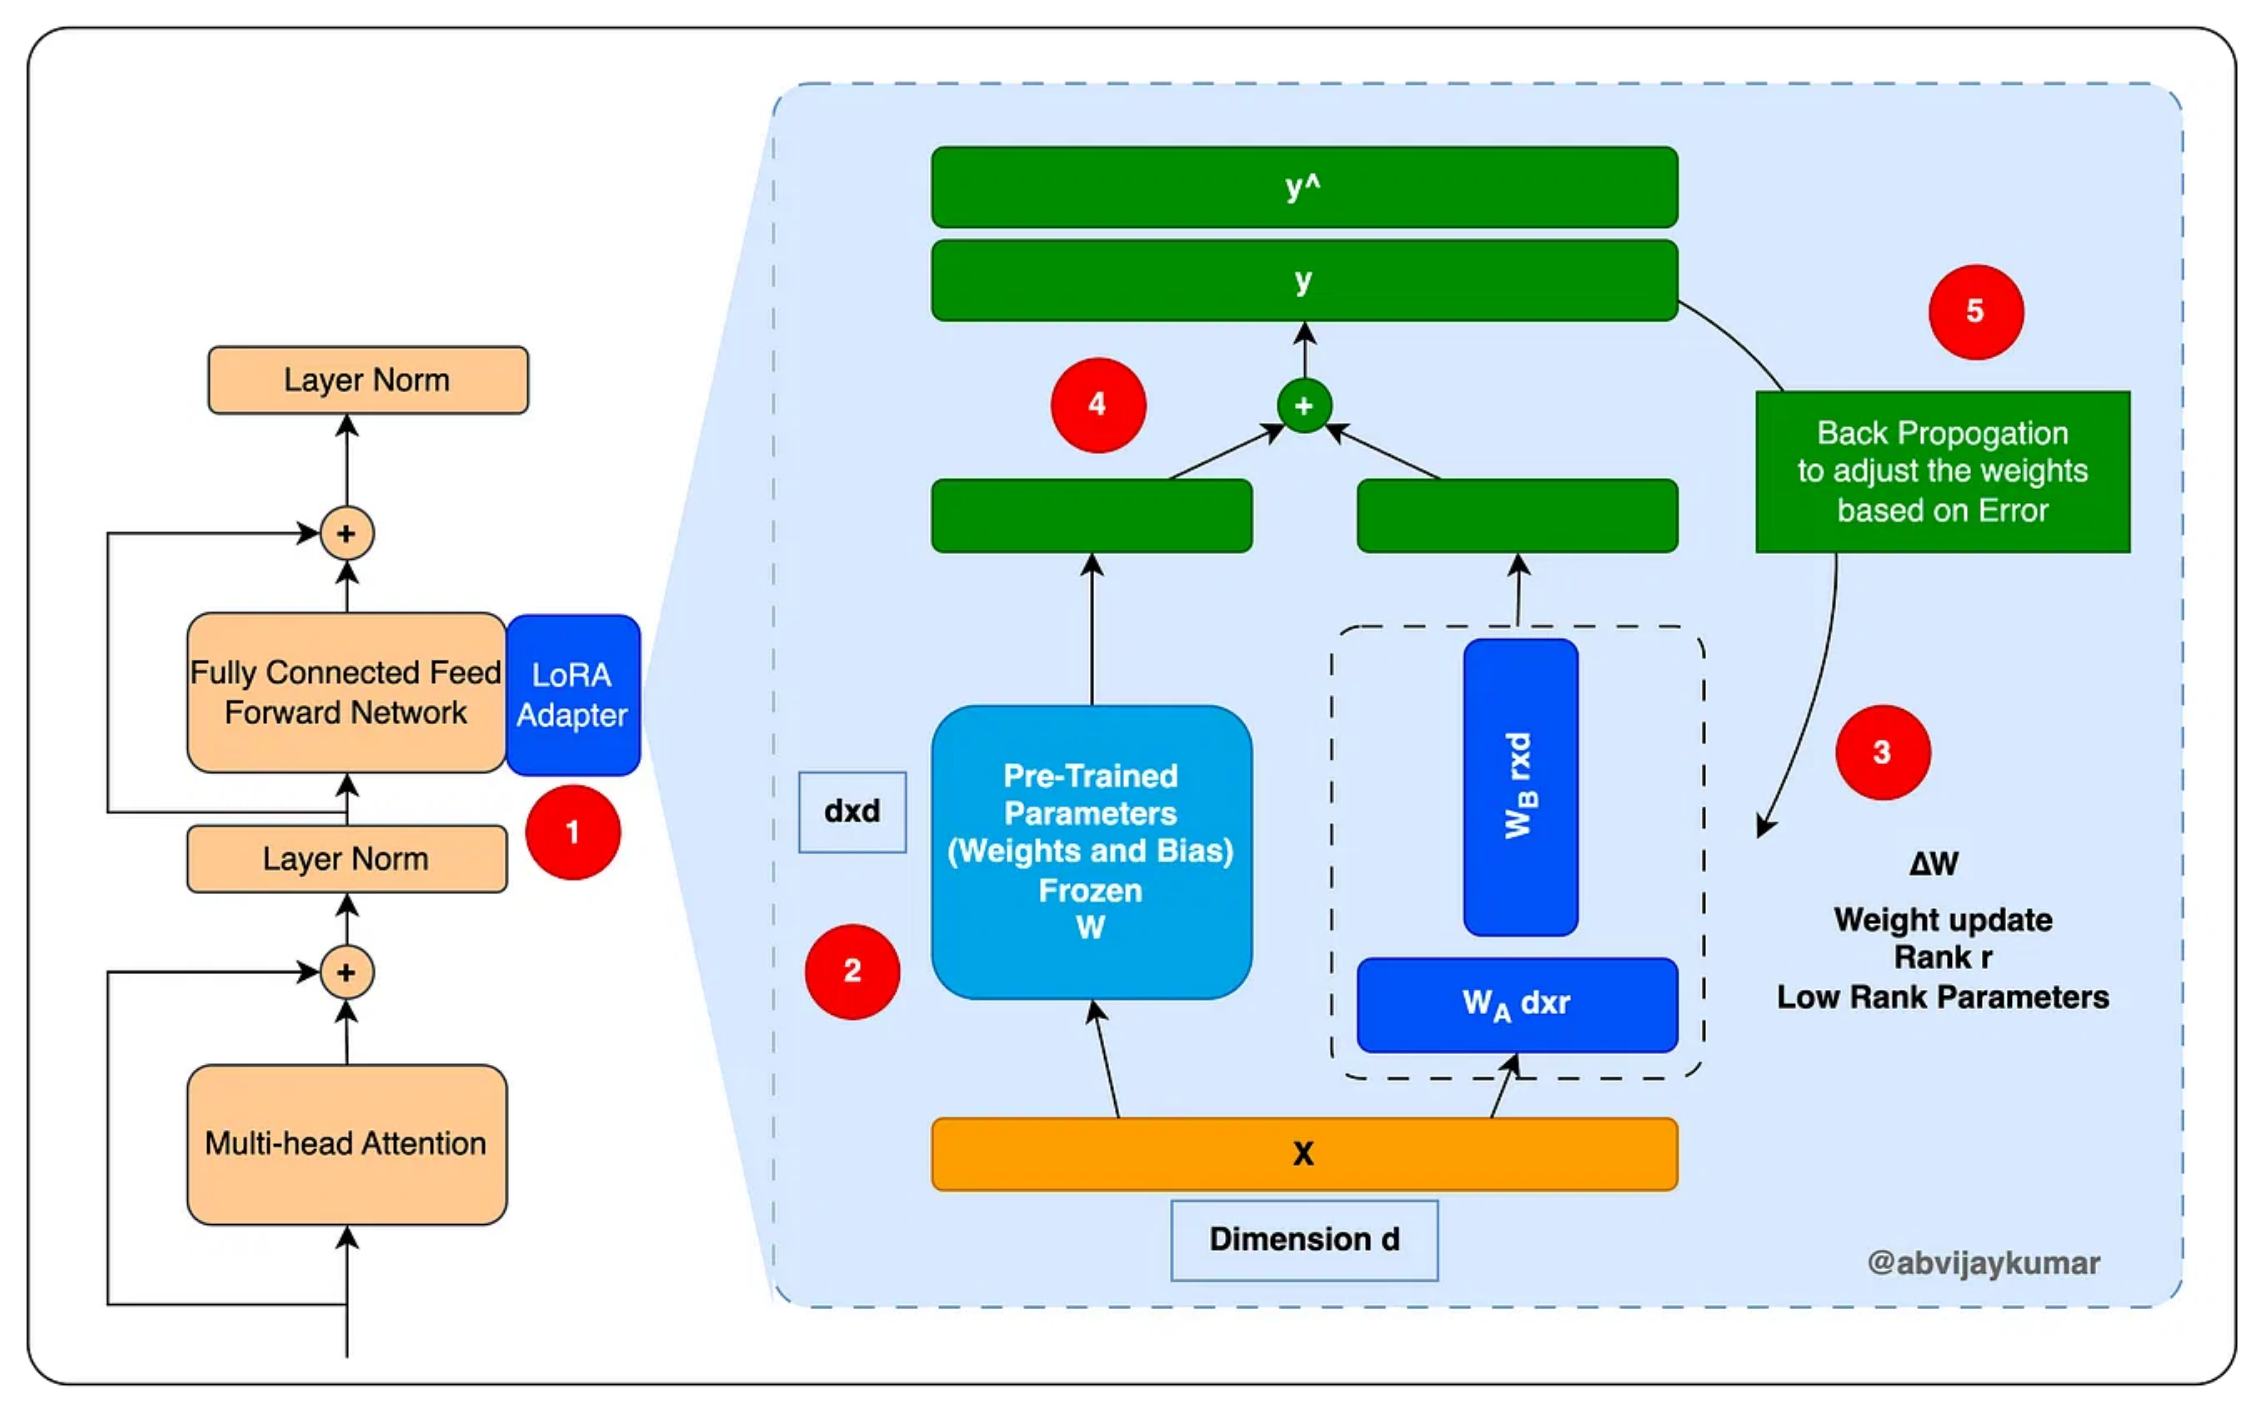 Layer Norm
+
Fully Connected Feed
Forward Network
LoRA
Adapter
1
Layer Norm
+
Multi-head Attention
y^
y
5
4
+
Back Propogation
to adjust the weights
based on Error
dxd
2
Pre-Trained
Parameters
(Weights and Bias)
Frozen
W
W_B rxd
W_A dxr
3
ΔW
Weight update
Rank r
Low Rank Parameters
X
Dimension d
@abvijaykumar